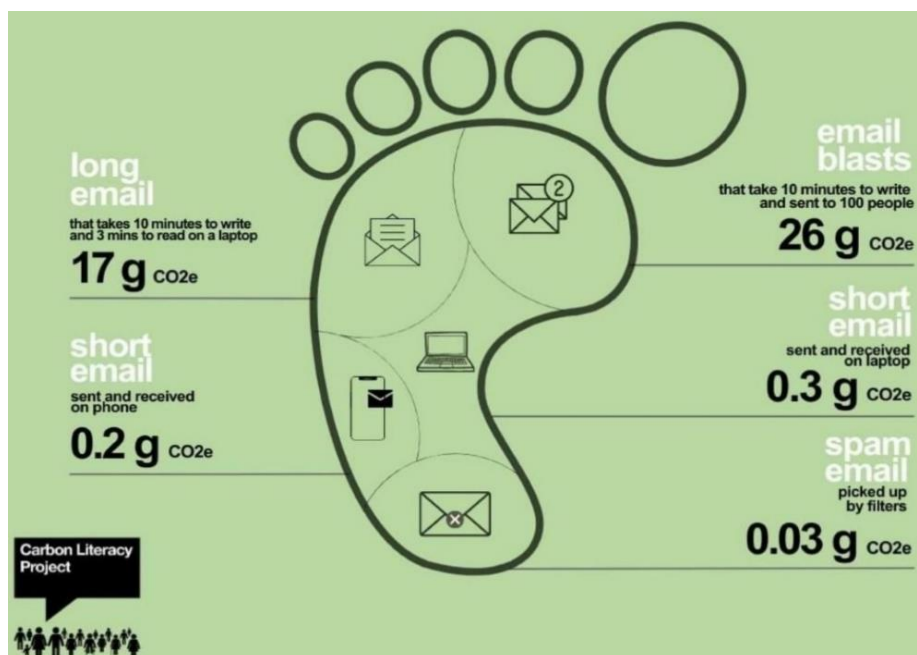 long
email
that takes 10 minutes to write
and 3 mins to read on a laptop
17 g CO2e
short
email
sent and received
on phone
0.2 g CO2e
2
email
blasts
that take 10 minutes to write
and sent to 100 people
26 g CO2e
short
email
sent and received
on laptop
0.3 g CO2e
spam
email
picked up
by filters
0.03 g CO2e
Carbon Literacy
Project